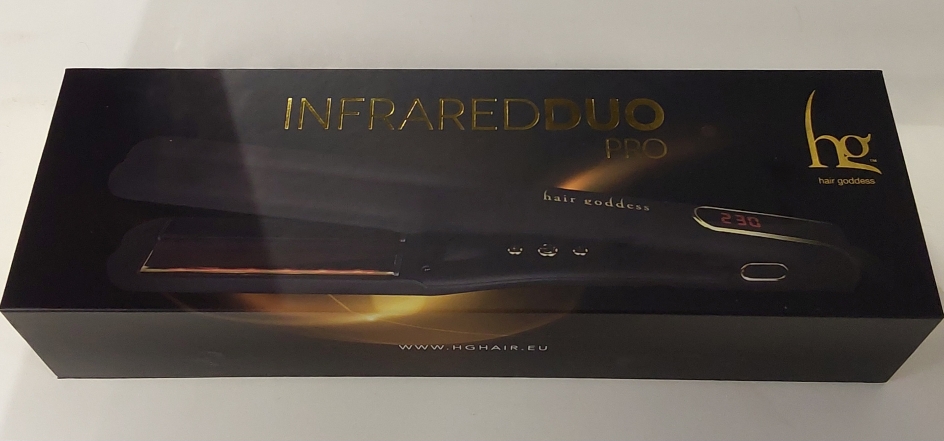 INFRAREDDUO
PRO
hg
hair goddess
hair goddess
230
WWW.HGHAIR.EU